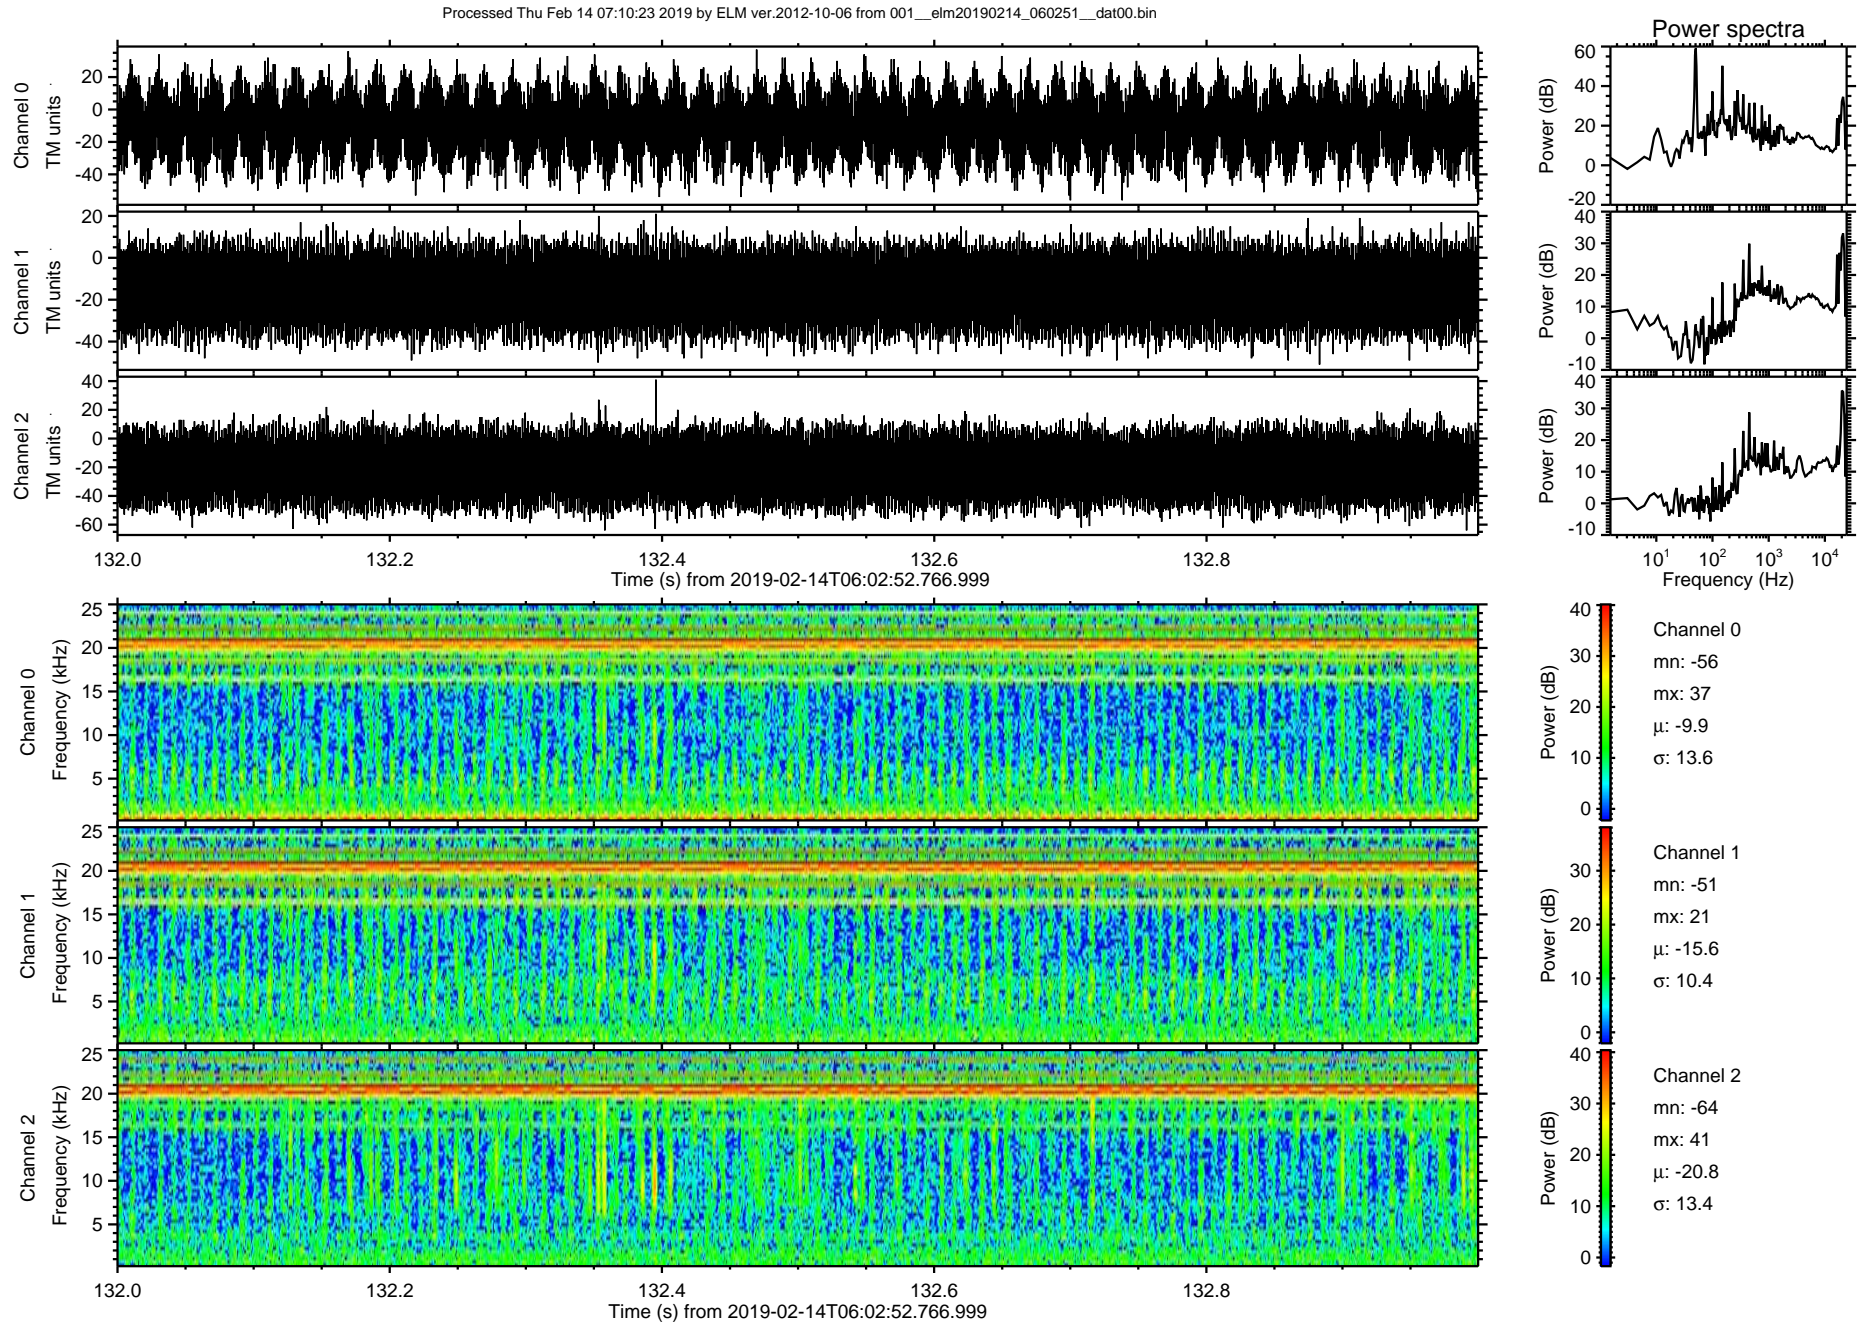 Processed Thu Feb 14 07:10:23 2019 by ELM ver.2012-10-06 from 001__elm20190214_060251__dat00.bin
Power spectra
Channel 0
TM units
20
0
-20
-40
Power (dB)
60
40
20
0
-20
Channel 1
TM units
20
0
-20
-40
Power (dB)
40
30
20
10
0
-10
Channel 2
TM units
40
20
0
-20
-40
-60
Power (dB)
40
30
20
10
0
-10
132.0 132.2 132.4 132.6 132.8
Time (s) from 2019-02-14T06:02:52.766.999
10¹ 10² 10³ 10⁴
Frequency (Hz)
Channel 0
Frequency (kHz)
25
20
15
10
5
Power (dB)
40
30
20
10
0
Channel 0
mn: -56
mx: 37
μ: -9.9
σ: 13.6
Channel 1
Frequency (kHz)
25
20
15
10
5
Power (dB)
30
20
10
0
Channel 1
mn: -51
mx: 21
μ: -15.6
σ: 10.4
Channel 2
Frequency (kHz)
25
20
15
10
5
Power (dB)
40
30
20
10
0
Channel 2
mn: -64
mx: 41
μ: -20.8
σ: 13.4
132.0 132.2 132.4 132.6 132.8
Time (s) from 2019-02-14T06:02:52.766.999